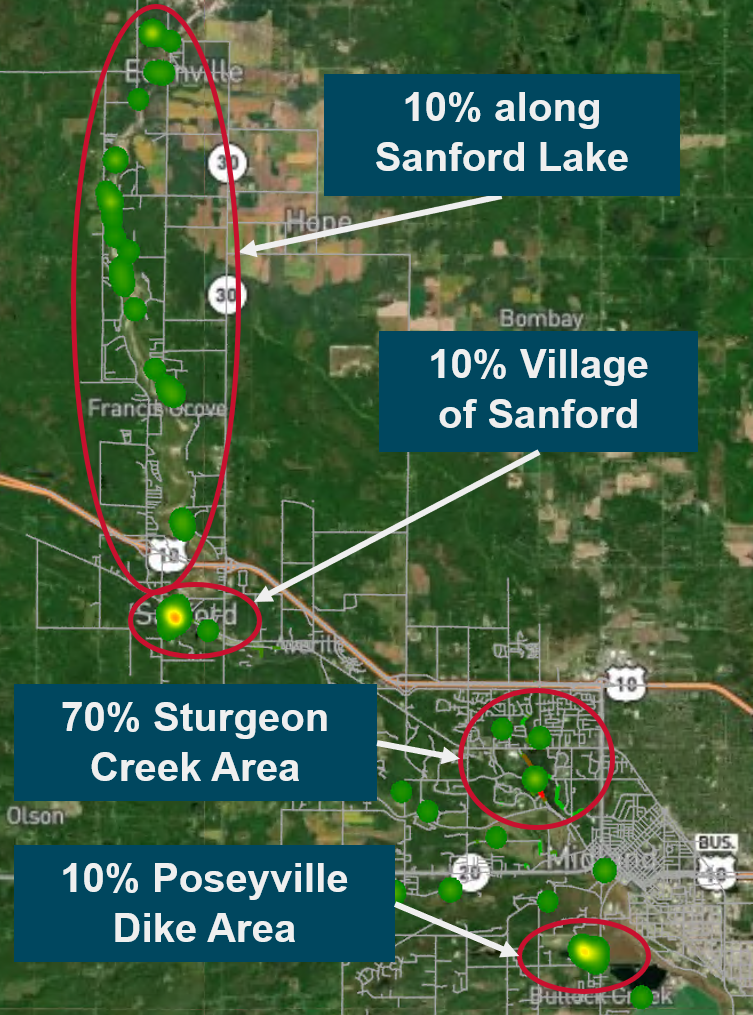 Edenville
10% along
Sanford Lake
30
Hope
30
Bombay
10% Village
of Sanford
Francis Grove
10
Sanford
Averill
10
70% Sturgeon
Creek Area
Olson
BUS.
10% Poseyville
Dike Area
20
Midland
10
Bullock Creek